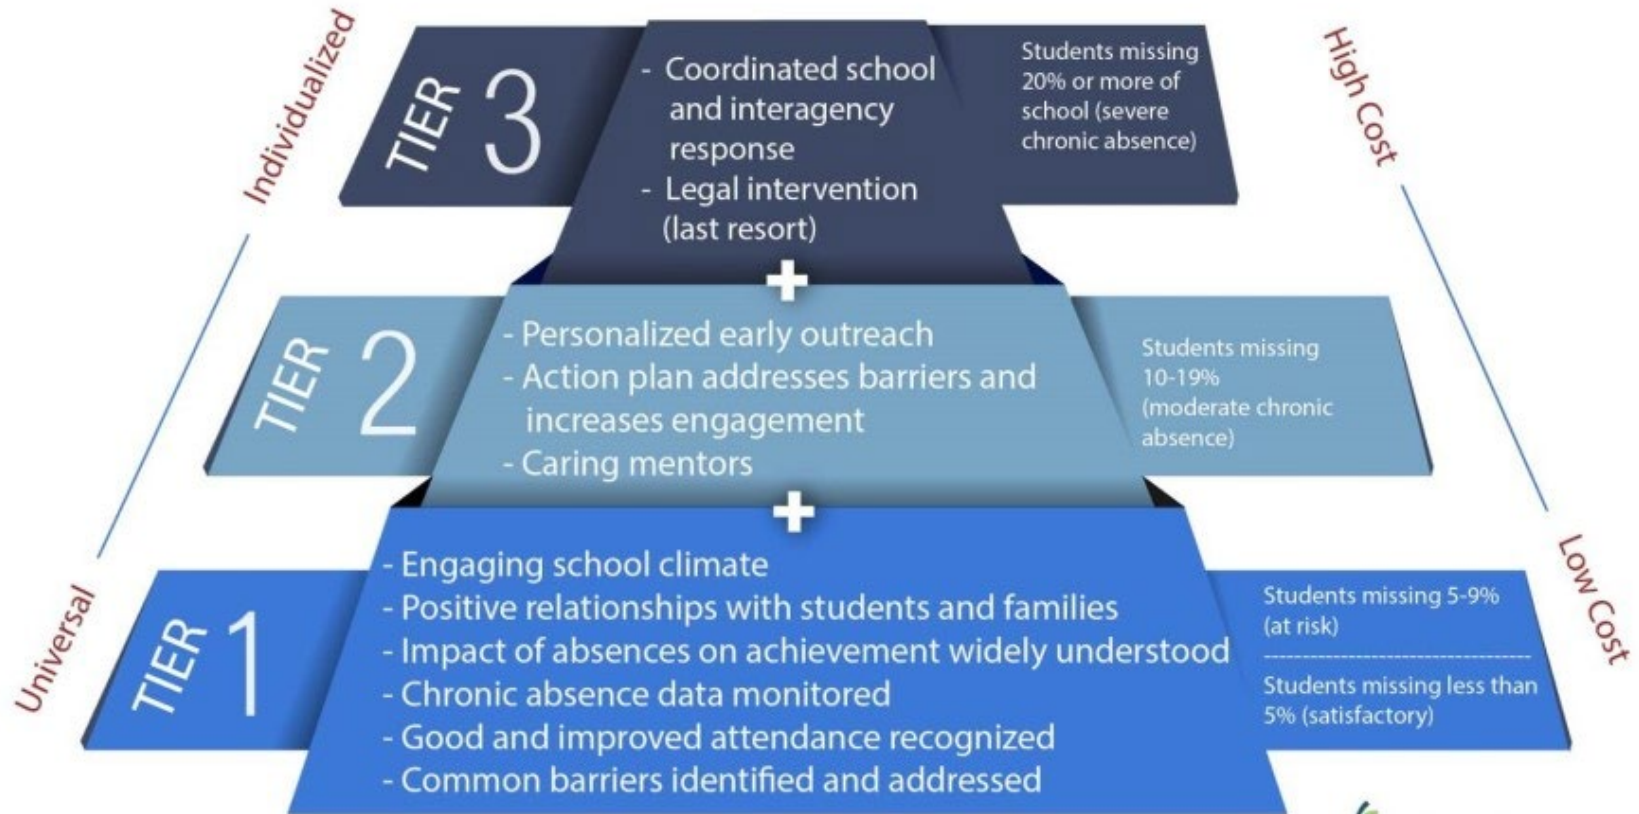 Individualized
TIER 3
- Coordinated school
and interagency
response
- Legal intervention
(last resort)
Students missing
20% or more of
school (severe
chronic absence)
High Cost
+
TIER 2
- Personalized early outreach
- Action plan addresses barriers and
increases engagement
- Caring mentors
Students missing
10-19%
(moderate chronic
absence)
+
Universal
TIER 1
- Engaging school climate
- Positive relationships with students and families
- Impact of absences on achievement widely understood
- Chronic absence data monitored
- Good and improved attendance recognized
- Common barriers identified and addressed
Students missing 5-9%
(at risk)
Students missing less than
5% (satisfactory)
Low Cost